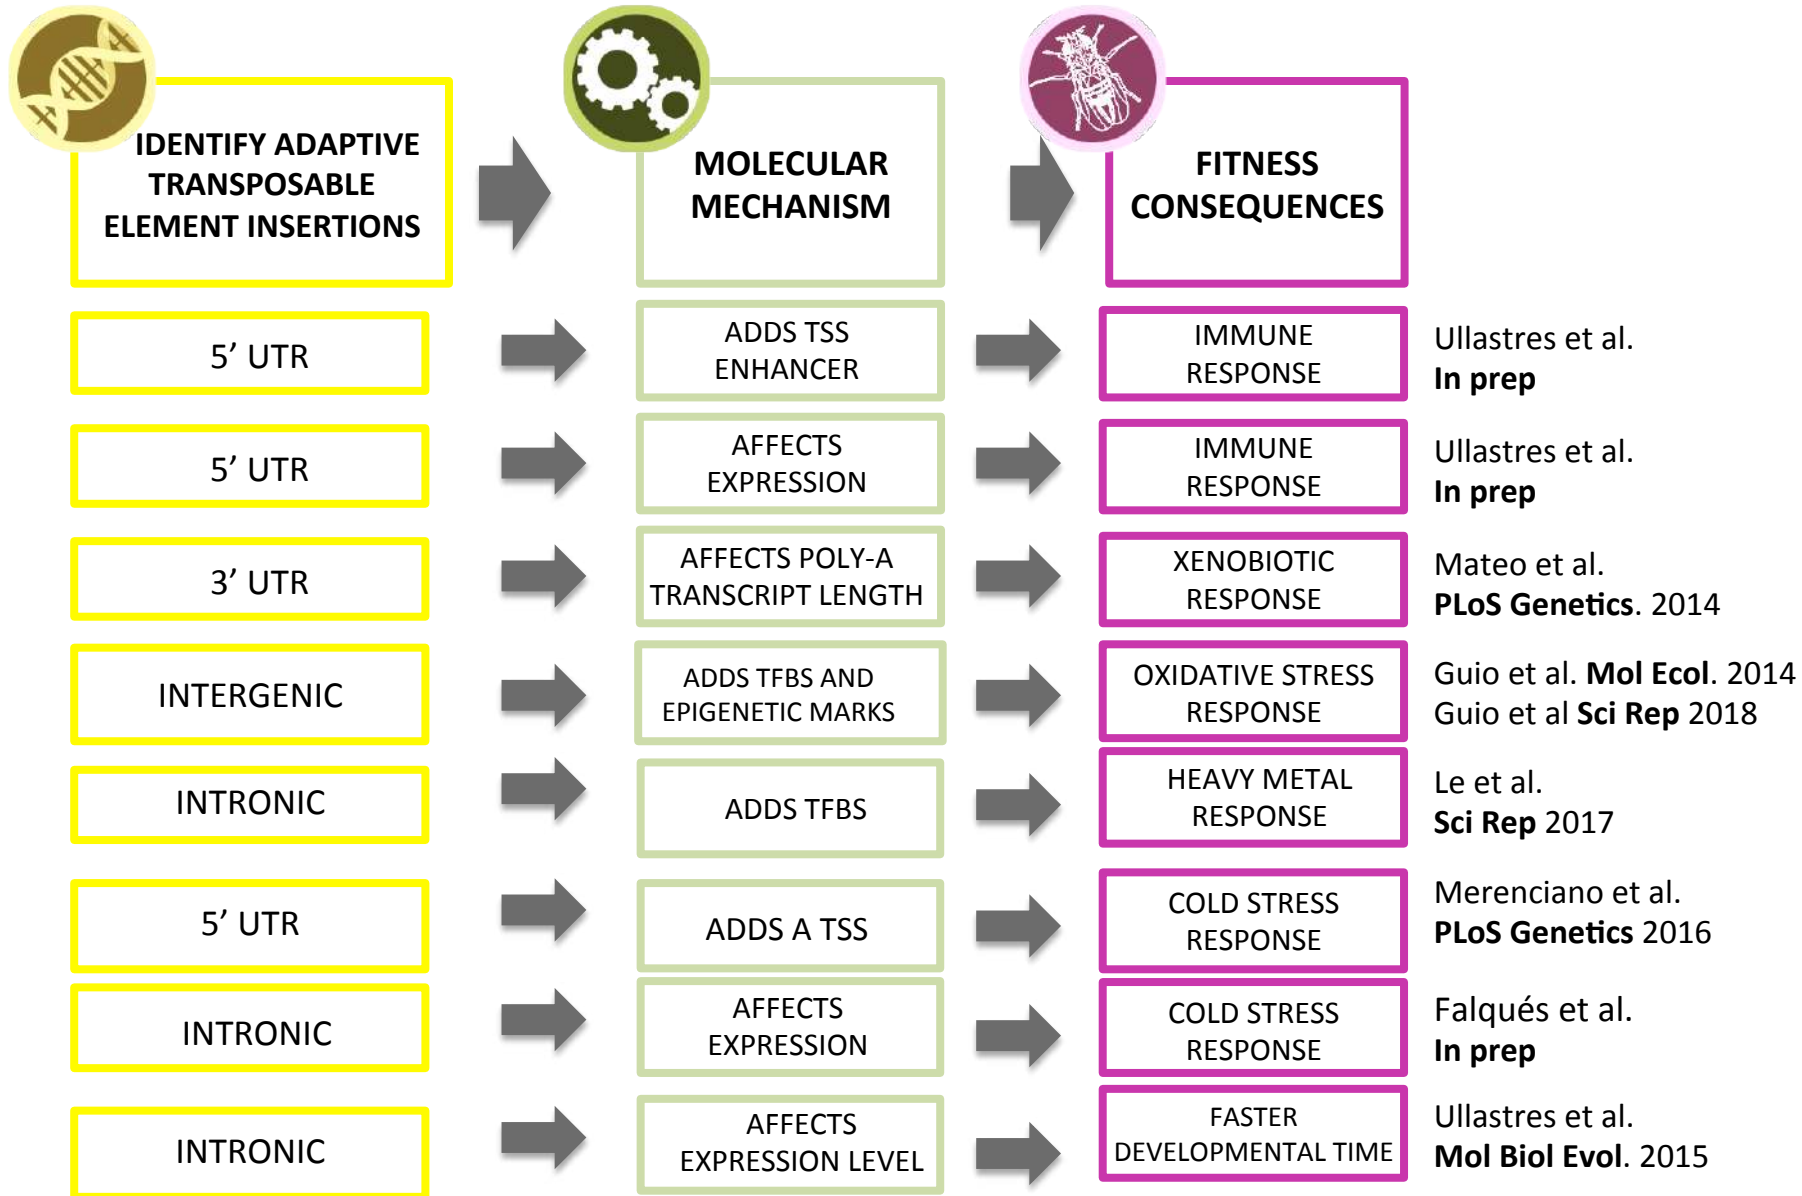 IDENTIFY ADAPTIVE
TRANSPOSABLE
ELEMENT INSERTIONS
MOLECULAR
MECHANISM
FITNESS
CONSEQUENCES
5’ UTR
ADDS TSS
ENHANCER
IMMUNE
RESPONSE
Ullastres et al.
In prep
5’ UTR
AFFECTS
EXPRESSION
IMMUNE
RESPONSE
Ullastres et al.
In prep
3’ UTR
AFFECTS POLY-A
TRANSCRIPT LENGTH
XENOBIOTIC
RESPONSE
Mateo et al.
PLoS Genetics. 2014
INTERGENIC
ADDS TFBS AND
EPIGENETIC MARKS
OXIDATIVE STRESS
RESPONSE
Guio et al. Mol Ecol. 2014
Guio et al Sci Rep 2018
INTRONIC
ADDS TFBS
HEAVY METAL
RESPONSE
Le et al.
Sci Rep 2017
5’ UTR
ADDS A TSS
COLD STRESS
RESPONSE
Merenciano et al.
PLoS Genetics 2016
INTRONIC
AFFECTS
EXPRESSION
COLD STRESS
RESPONSE
Falqués et al.
In prep
INTRONIC
AFFECTS
EXPRESSION LEVEL
FASTER
DEVELOPMENTAL TIME
Ullastres et al.
Mol Biol Evol. 2015